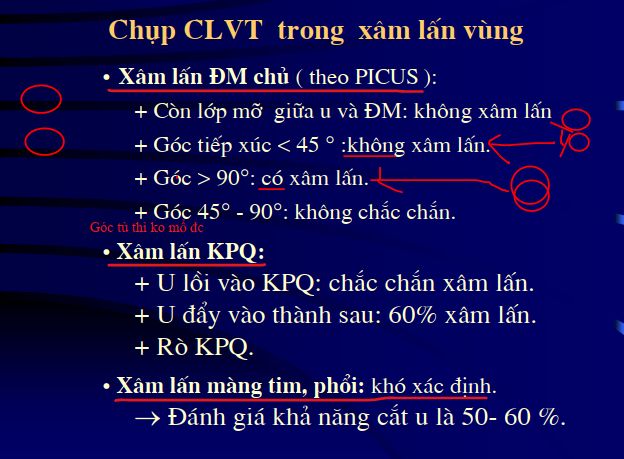 Chụp CLVT trong xâm lấn vùng
• Xâm lấn ĐM chủ ( theo PICUS ):
+ Còn lớp mỡ giữa u và ĐM: không xâm lấn
+ Góc tiếp xúc < 45 ° :không xâm lấn.
+ Góc > 90°: có xâm lấn.
+ Góc 45° - 90°: không chắc chắn.
Góc tù thì ko mổ đc
• Xâm lấn KPQ:
+ U lồi vào KPQ: chắc chắn xâm lấn.
+ U đẩy vào thành sau: 60% xâm lấn.
+ Rò KPQ.
• Xâm lấn màng tim, phổi: khó xác định.
→ Đánh giá khả năng cắt u là 50- 60 %.